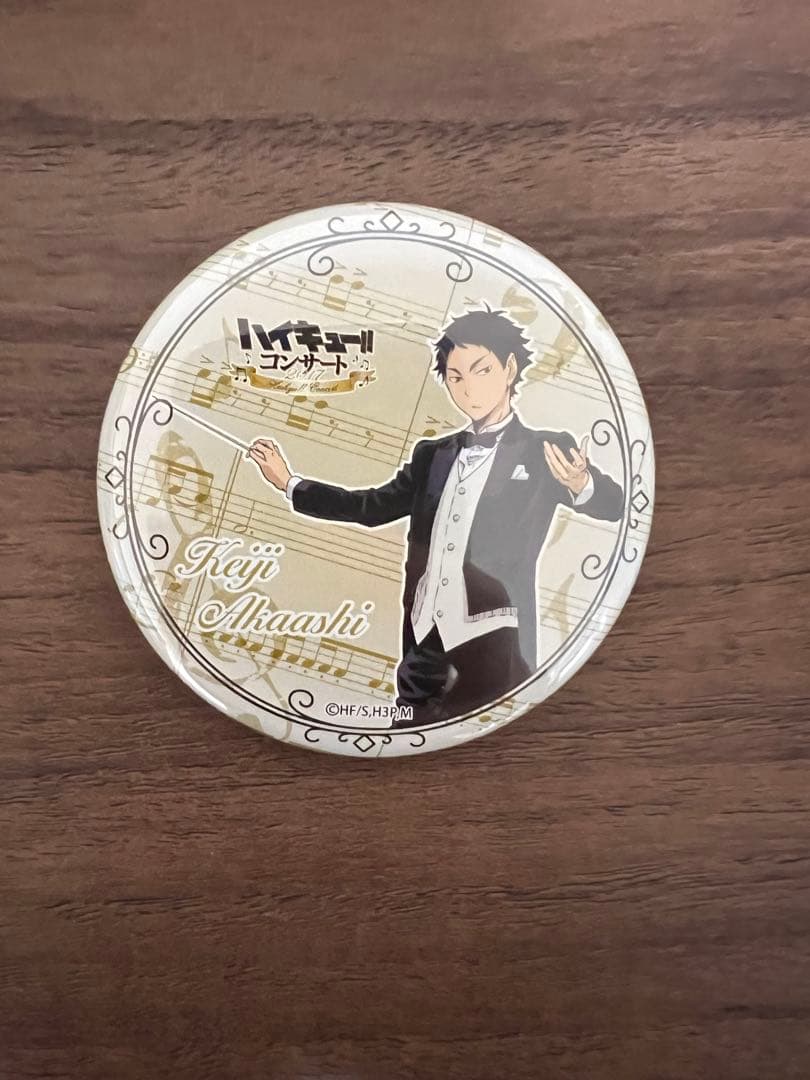 ハイキュー!!
コンサート
2017
Haikyu!! Concert
Keiji
Akaashi
©HF/S,H3P,M